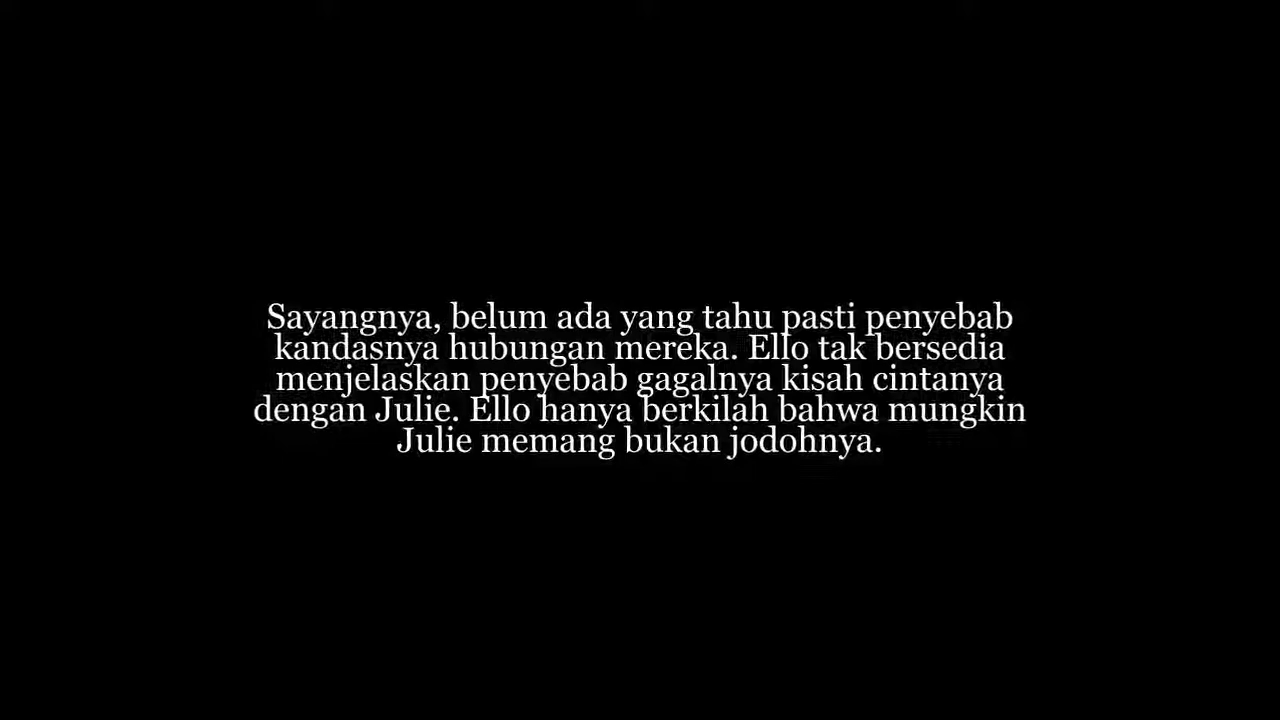 Sayangnya, belum ada yang tahu pasti penyebab
kandasnya hubungan mereka. Ello tak bersedia
menjelaskan penyebab gagalnya kisah cintanya
dengan Julie. Ello hanya berkilah bahwa mungkin
Julie memang bukan jodohnya.